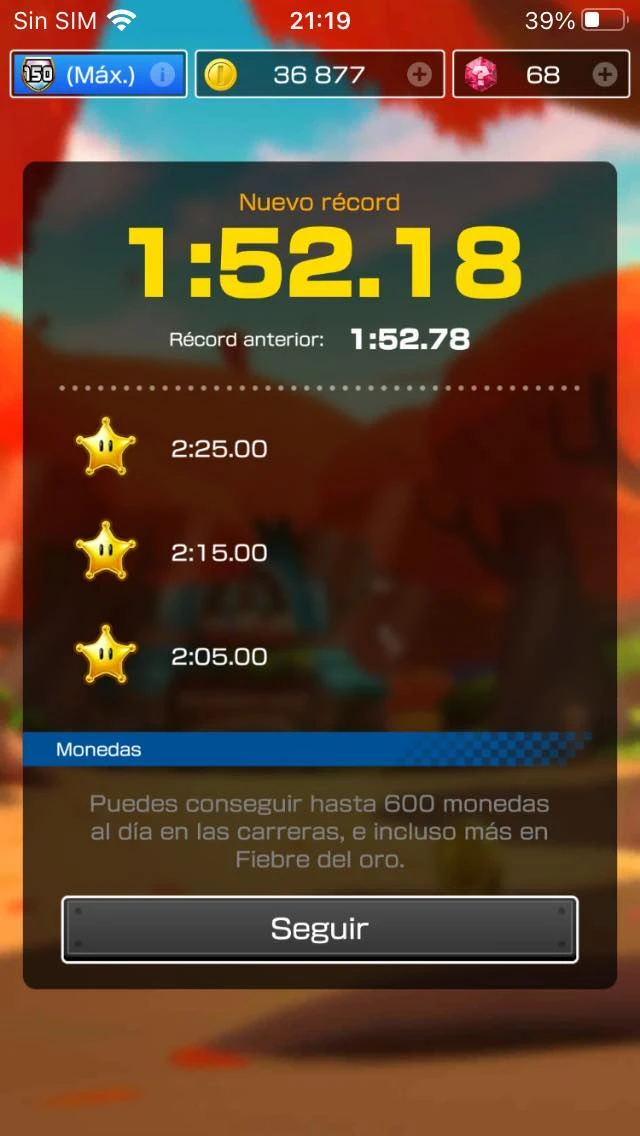 Sin SIM 21:19 39%
150 (Máx.) i 36 877 + 68 +
Nuevo récord
1:52.18
Récord anterior: 1:52.78
2:25.00
2:15.00
2:05.00
Monedas
Puedes conseguir hasta 600 monedas
al día en las carreras, e incluso más en
Fiebre del oro.
Seguir